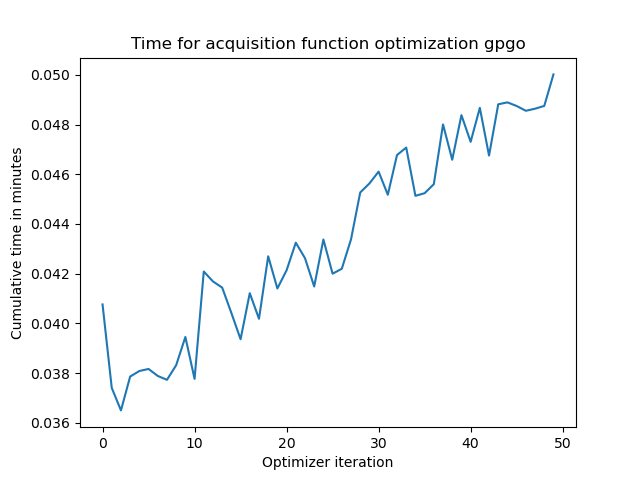 Time for acquisition function optimization gpgo
Cumulative time in minutes
0.050
0.048
0.046
0.044
0.042
0.040
0.038
0.036
0 10 20 30 40 50
Optimizer iteration